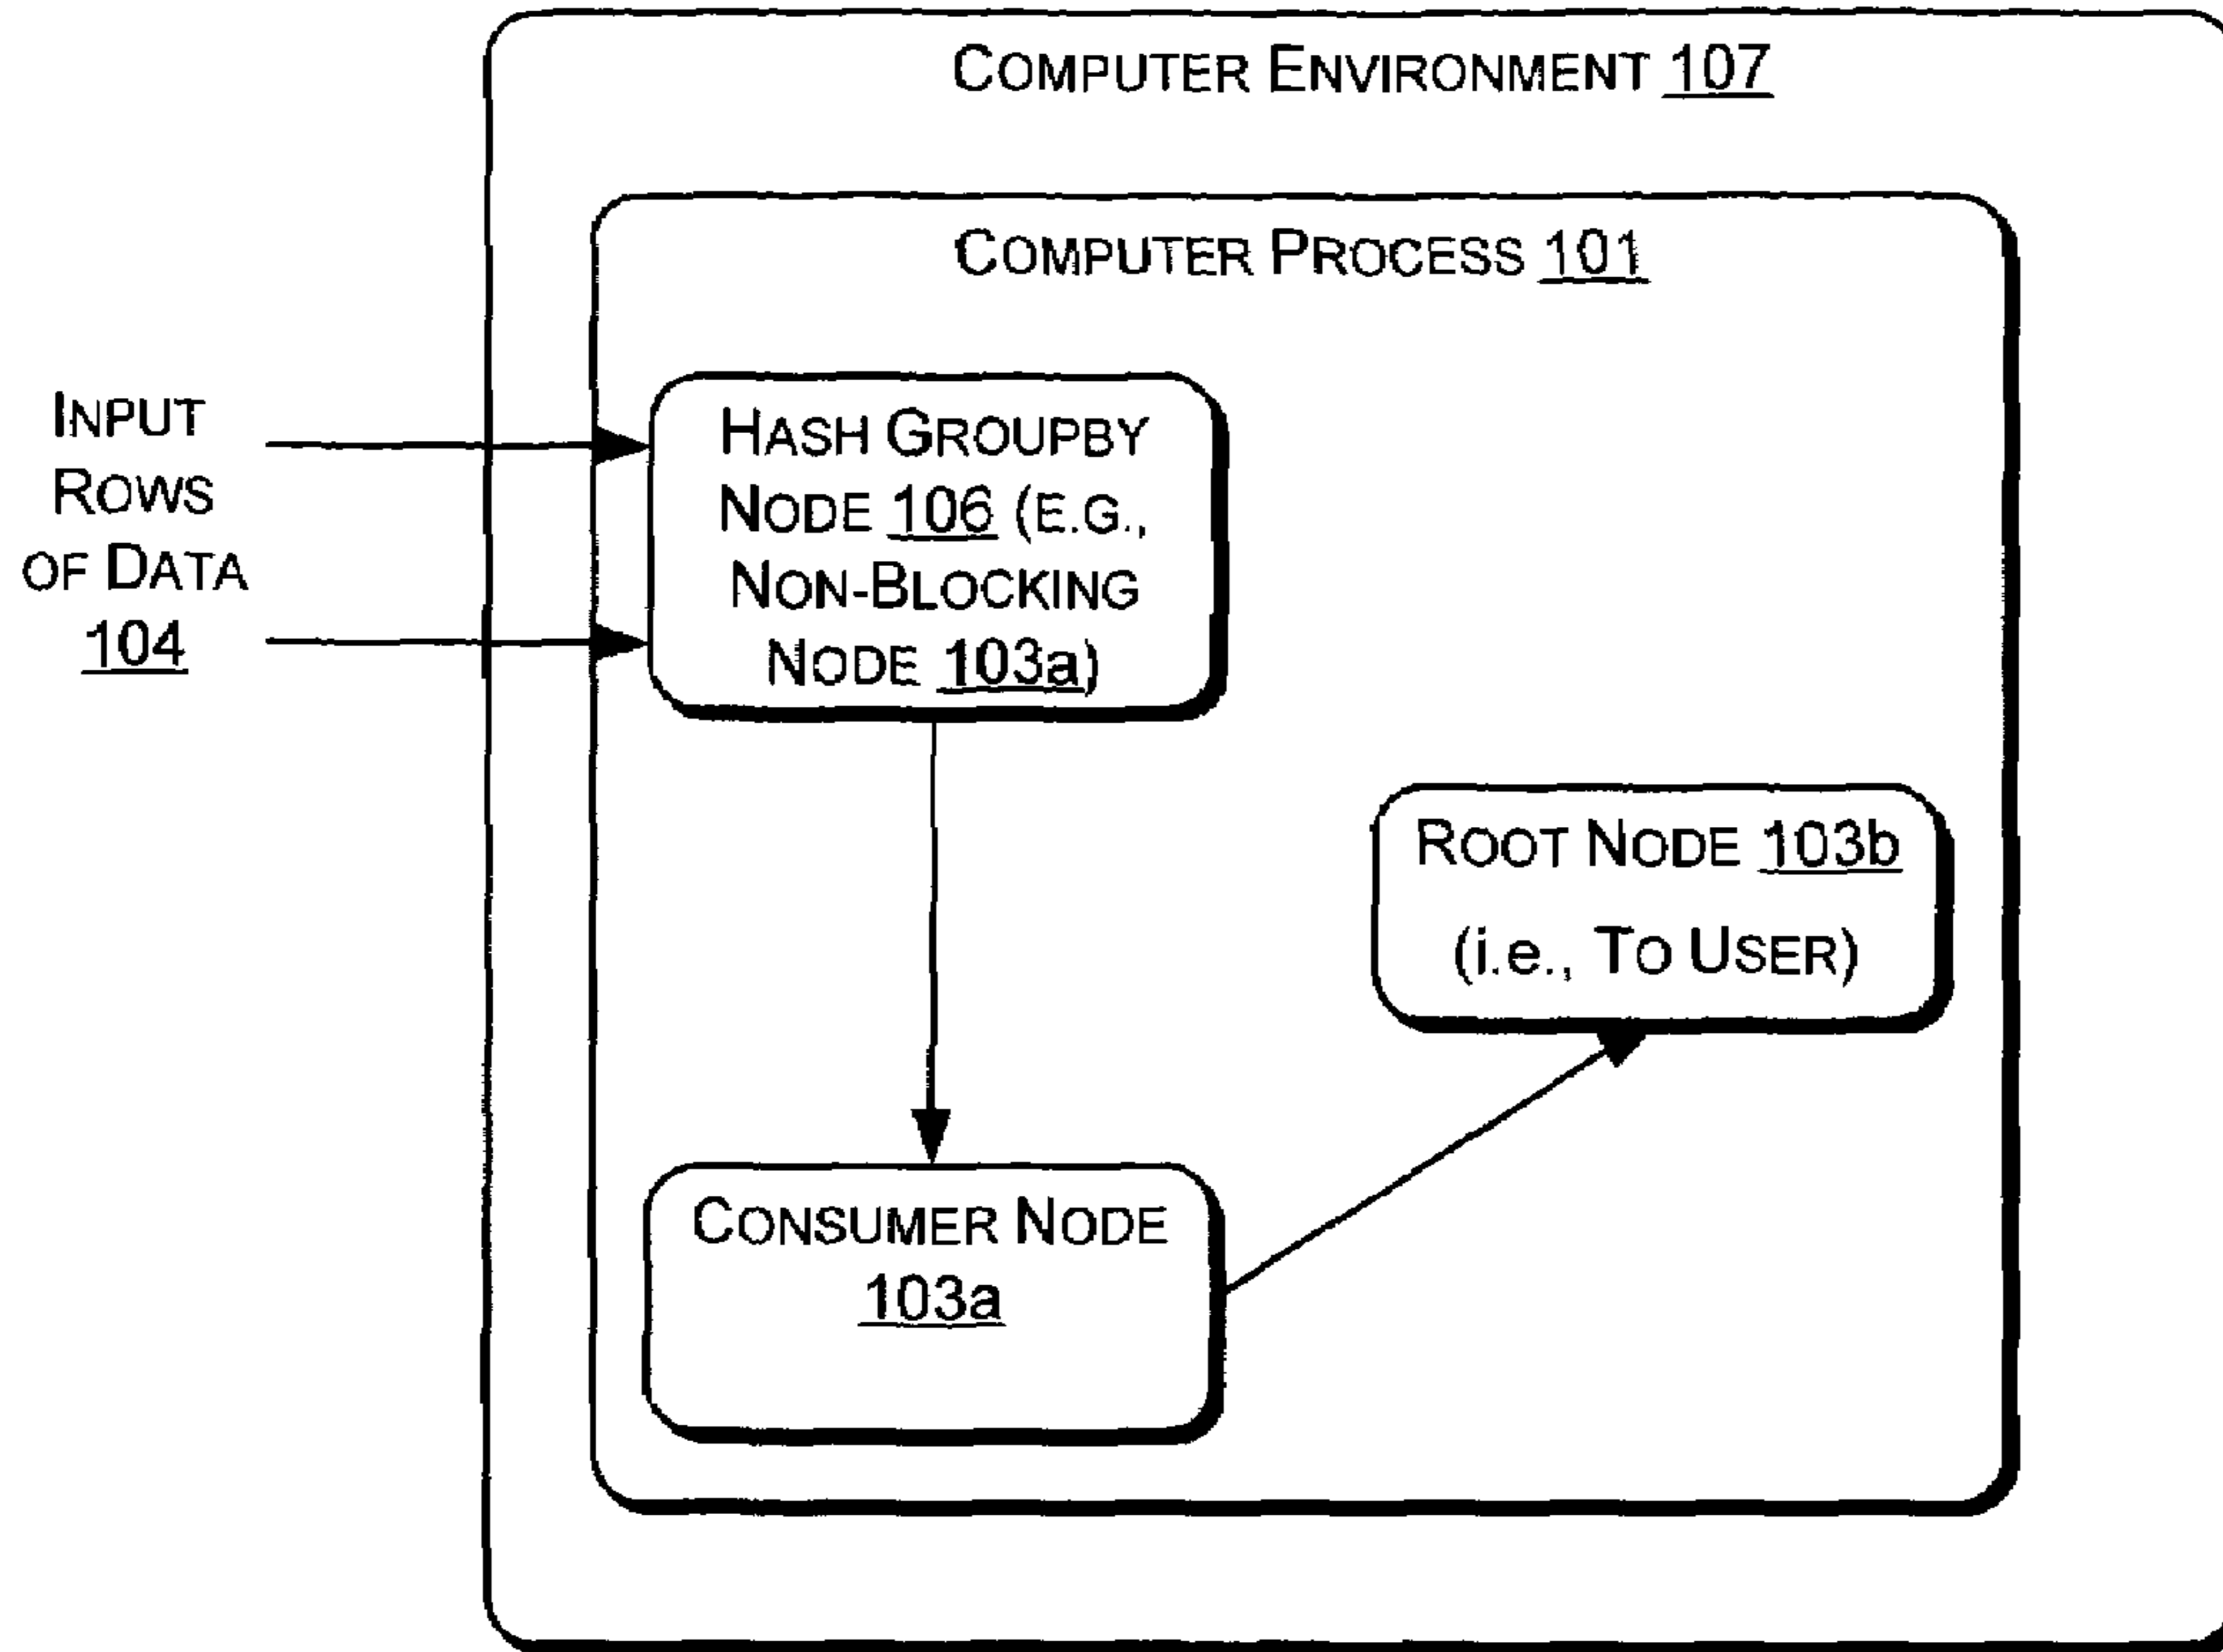 COMPUTER ENVIRONMENT 107
COMPUTER PROCESS 101
INPUT
ROWS
OF DATA
104
HASH GROUPBY
NODE 106 (E.G.,
NON-BLOCKING
NODE 103a)
ROOT NODE 103b
(i.e., TO USER)
CONSUMER NODE
103a